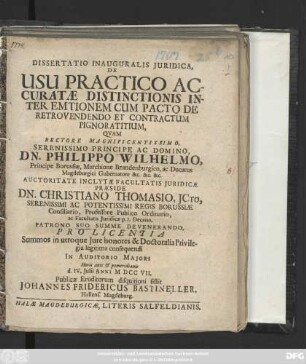 DISSERTATIO INAUGURALIS JURIDICA,
DE
USU PRACTICO AC-
CURATÆ DISTINCTIONIS IN-
TER EMTIONEM CUM PACTO DE
RETROVENDENDO ET CONTRACTUM
PIGNORATITIUM,
QVAM
RECTORE MAGNIFICENTISSIMO,
SERENISSIMO PRINCIPE AC DOMINO,
DN. PHILIPPO WILHELMO,
Principe Borussiæ, Marchione Brandenburgico, ac Ducatus
Magdeburgici Gubernatore &c. &c. &c.
AUCTORITATE INCLYTÆ FACULTATIS JURIDICÆ
PRÆSIDE
DN. CHRISTIANO THOMASIO, JCto,
SERENISSIMI AC POTENTISSIMI REGIS BORUSSIÆ
Consiliario, Professore Publico Ordinario,
ac Facultatis Juridicæ p.t. Decano,
PATRONO SUO SUMME DEVENERANDO,
PRO LICENTIA
Summos in utroque Jure honores & Doctoralia Privile-
gia legitime consequendi
IN AUDITORIO MAJORI
Horis ante & pomeridianis
d. IV. Julii ANNI M DCC VII,
Publicæ Eruditorum disquisitioni sistit
JOHANNES FRIDERICUS BASTINELLER,
HALÆ MAGDEBURGICÆ, LITERIS SALFELDIANIS.